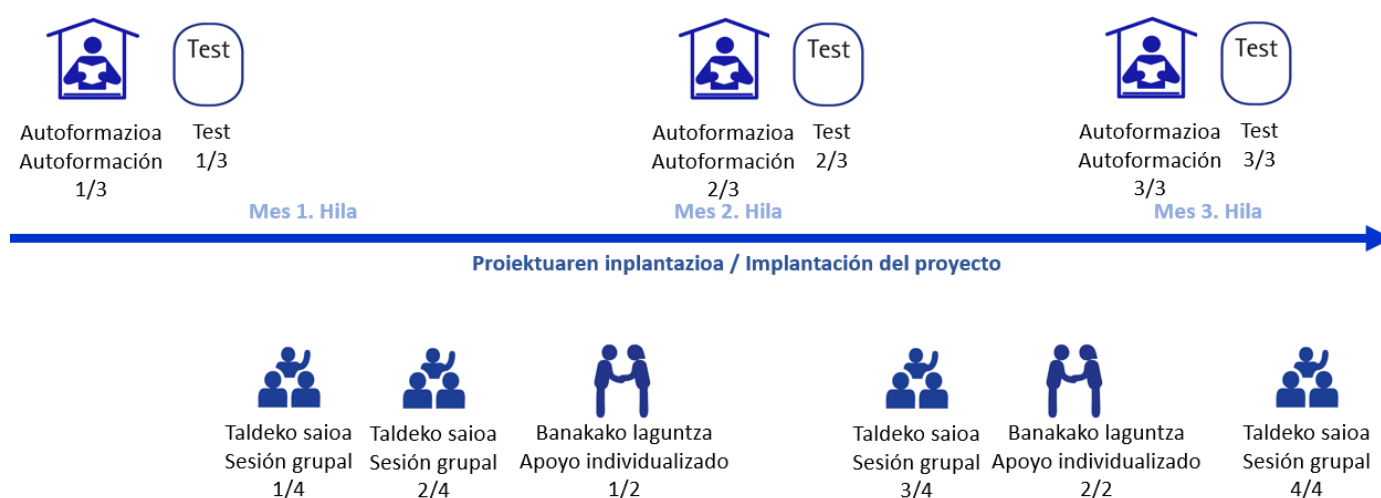 Test
Autoformazioa
Autoformación
1/3
Test
1/3
Test
Autoformazioa
Autoformación
2/3
Test
2/3
Test
Autoformazioa
Autoformación
3/3
Test
3/3
Mes 1. Hila
Mes 2. Hila
Mes 3. Hila
Proiektuaren inplantazioa / Implantación del proyecto
Taldeko saioa
Sesión grupal
1/4
Taldeko saioa
Sesión grupal
2/4
Banakako laguntza
Apoyo individualizado
1/2
Taldeko saioa
Sesión grupal
3/4
Banakako laguntza
Apoyo individualizado
2/2
Taldeko saioa
Sesión grupal
4/4